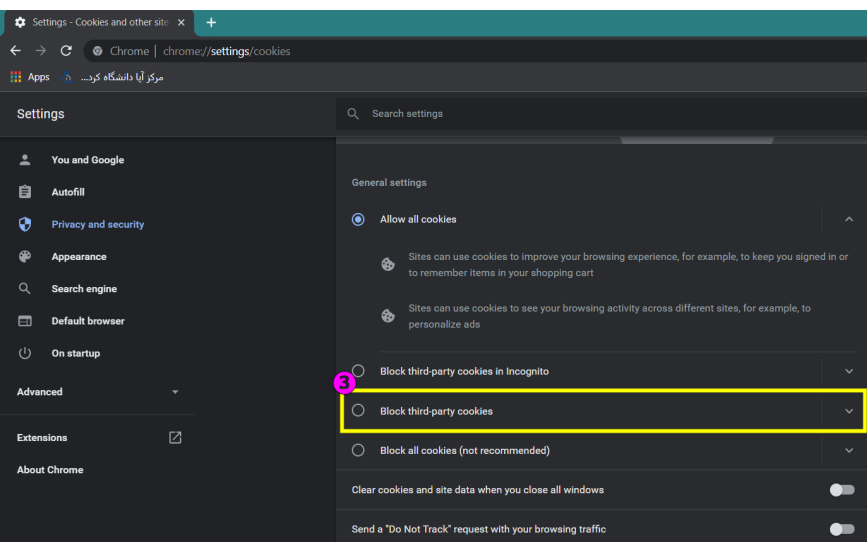 Settings - Cookies and other site
Chrome | chrome://settings/cookies
Apps
مرکز آپا دانشگاه کرد...
Settings
Search settings
You and Google
Autofill
Privacy and security
Appearance
Search engine
Default browser
On startup
Advanced
Extensions
About Chrome
General settings
Allow all cookies
Sites can use cookies to improve your browsing experience, for example, to keep you signed in or
to remember items in your shopping cart
Sites can use cookies to see your browsing activity across different sites, for example, to
personalize ads
Block third-party cookies in Incognito
3
Block third-party cookies
Block all cookies (not recommended)
Clear cookies and site data when you close all windows
Send a "Do Not Track" request with your browsing traffic